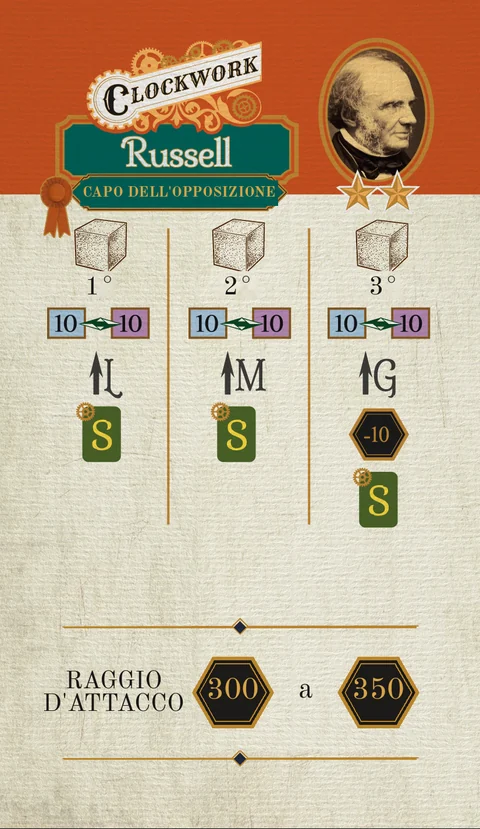 CLOCKWORK
Russell
CAPO DELL'OPPOSIZIONE
1° 2° 3°
10 10 10 10 10 10
L M G
S S -10
S
RAGGIO
D'ATTACCO 300 a 350